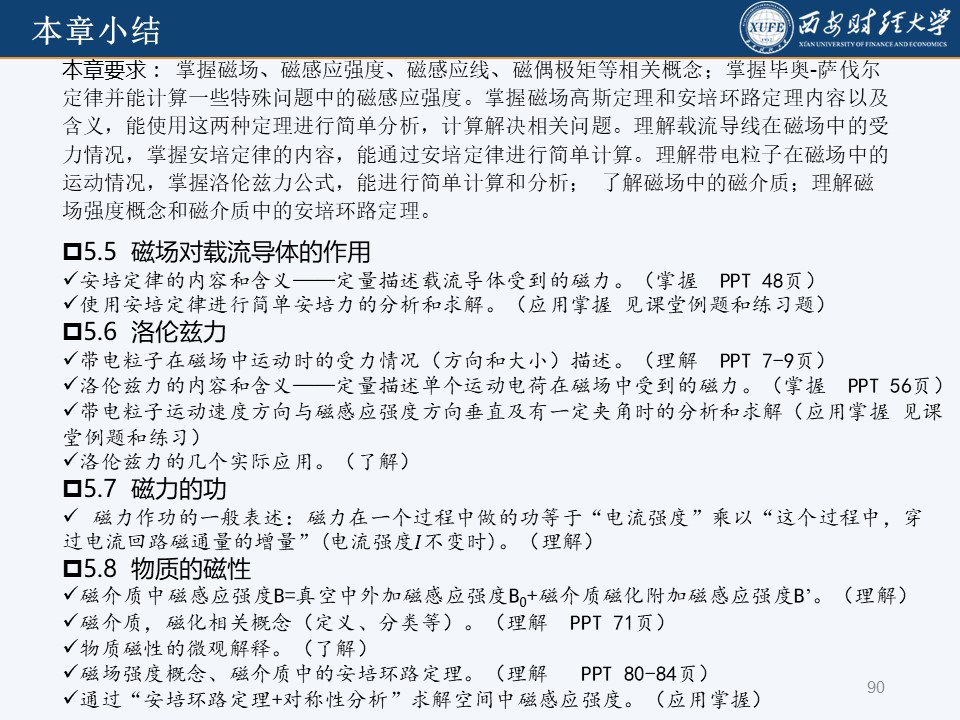 本章小结
XUFE
西安财经大学
XI'AN UNIVERSITY OF FINANCE AND ECONOMICS
本章要求： 掌握磁场、磁感应强度、磁感应线、磁偶极矩等相关概念；掌握毕奥-萨伐尔
定律并能计算一些特殊问题中的磁感应强度。掌握磁场高斯定理和安培环路定理内容以及
含义，能使用这两种定理进行简单分析，计算解决相关问题。理解载流导线在磁场中的受
力情况，掌握安培定律的内容，能通过安培定律进行简单计算。理解带电粒子在磁场中的
运动情况，掌握洛伦兹力公式，能进行简单计算和分析； 了解磁场中的磁介质；理解磁
场强度概念和磁介质中的安培环路定理。
5.5 磁场对载流导体的作用
✓安培定律的内容和含义——定量描述载流导体受到的磁力。（掌握 PPT 48页）
✓使用安培定律进行简单安培力的分析和求解。（应用掌握 见课堂例题和练习题）
5.6 洛伦兹力
✓带电粒子在磁场中运动时的受力情况（方向和大小）描述。（理解 PPT 7-9页）
✓洛伦兹力的内容和含义——定量描述单个运动电荷在磁场中受到的磁力。（掌握 PPT 56页）
✓带电粒子运动速度方向与磁感应强度方向垂直及有一定夹角时的分析和求解（应用掌握 见课
堂例题和练习）
✓洛伦兹力的几个实际应用。（了解）
5.7 磁力的功
✓ 磁力作功的一般表述：磁力在一个过程中做的功等于“电流强度”乘以“这个过程中，穿
过电流回路磁通量的增量”(电流强度I不变时)。（理解）
5.8 物质的磁性
✓磁介质中磁感应强度B=真空中外加磁感应强度B₀+磁介质磁化附加磁感应强度B’。（理解）
✓磁介质，磁化相关概念（定义、分类等）。（理解 PPT 71页）
✓物质磁性的微观解释。（了解）
✓磁场强度概念、磁介质中的安培环路定理。（理解 PPT 80-84页）
✓通过“安培环路定理+对称性分析”求解空间中磁感应强度。（应用掌握）
90